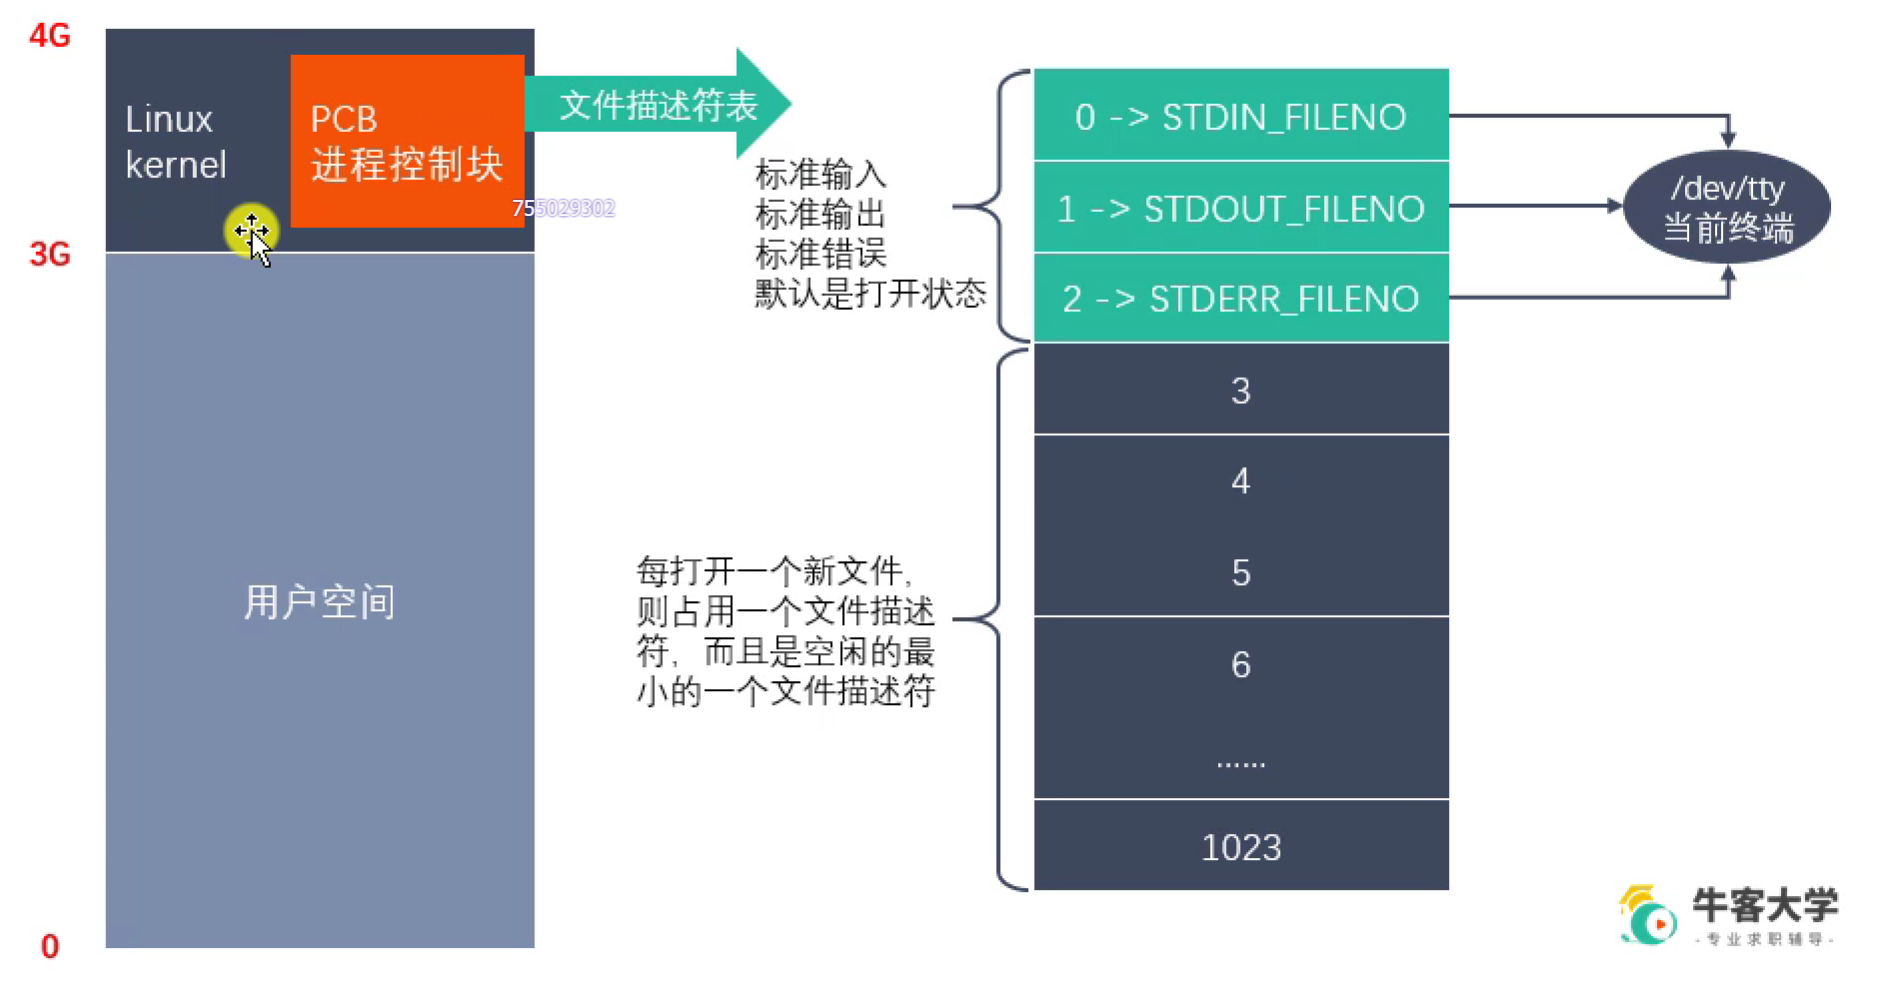 4G
Linux
kernel
PCB
进程控制块
文件描述符表
755029302
3G
用户空间
0
标准输入
标准输出
标准错误
默认是打开状态
每打开一个新文件，
则占用一个文件描述
符，而且是空闲的最
小的一个文件描述符
0 -> STDIN_FILENO
1 -> STDOUT_FILENO
2 -> STDERR_FILENO
3
4
5
6
......
1023
/dev/tty
当前终端
牛客大学
-专业求职辅导-